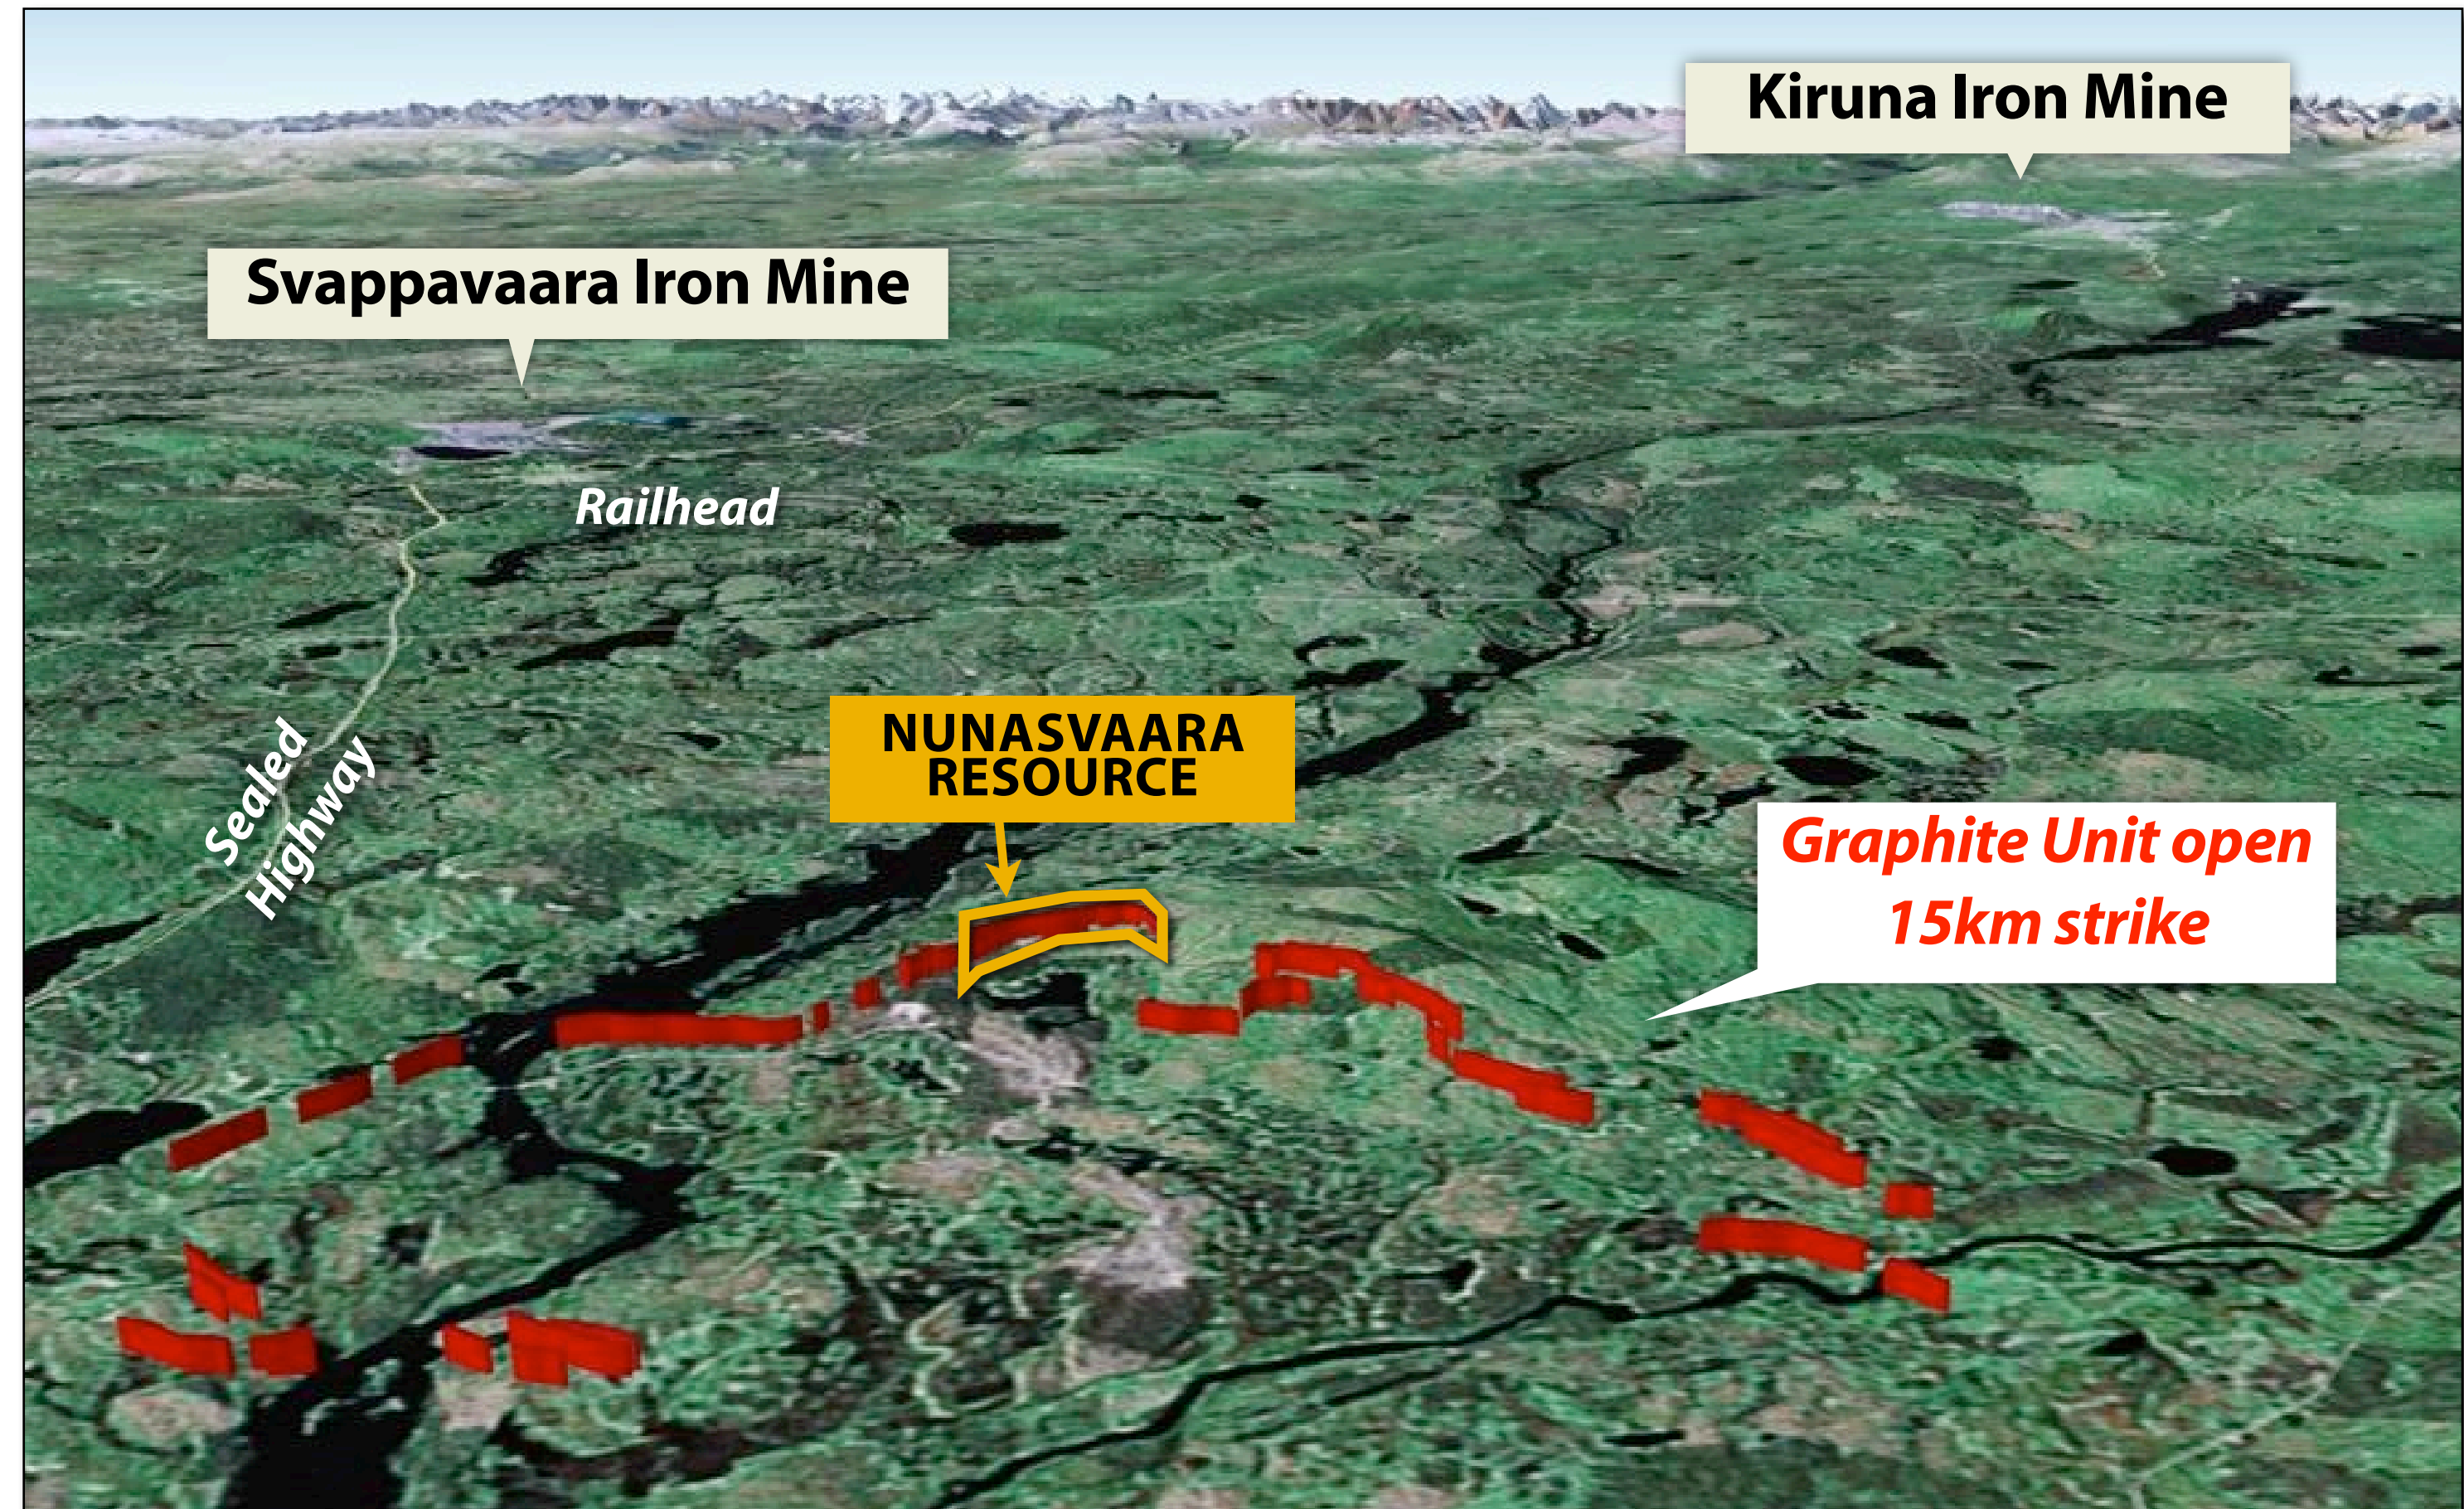 Kiruna Iron Mine
Svappavaara Iron Mine
Railhead
Sealed
Highway
NUNASVAARA
RESOURCE
Graphite Unit open
15km strike